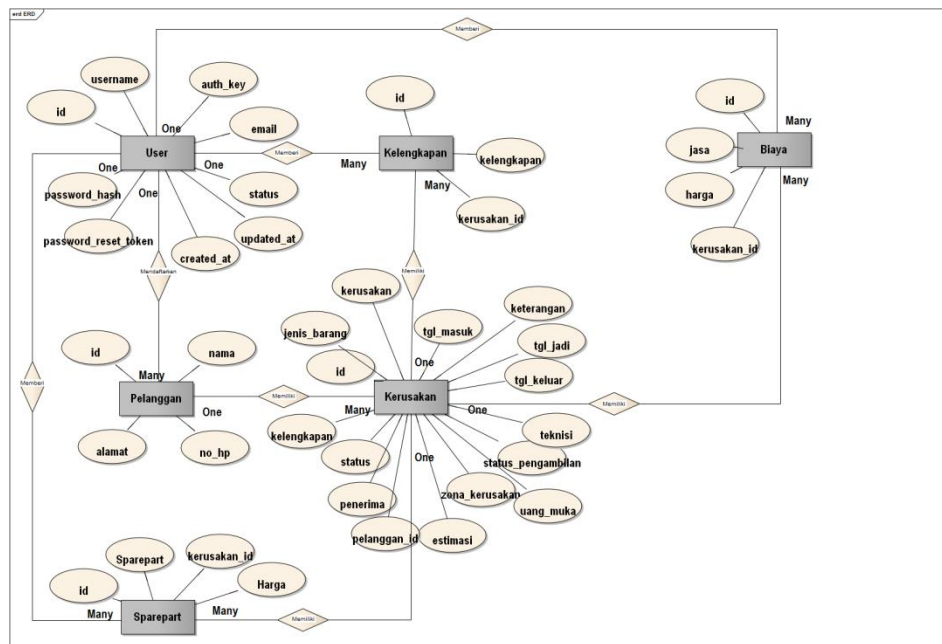 erd ERD
Memberi
username
auth_key
id
email
One
User
One
One
One
password_hash
status
password_reset_token
updated_at
created_at
Memberi
id
Many
Kelengkapan
kelengkapan
Many
kerusakan_id
id
Many
jasa
Biaya
harga
Many
kerusakan_id
Mendaftarkan
Memiliki
kerusakan
keterangan
jenis_barang
tgl_masuk
tgl_jadi
id
One
tgl_keluar
id
nama
Many
Pelanggan
One
alamat
no_hp
Memberi
Memiliki
Kerusakan
Memiliki
Many
One
kelengkapan
teknisi
status
One
status_pengambilan
penerima
zona_kerusakan
uang_muka
pelanggan_id
estimasi
Sparepart
kerusakan_id
id
Harga
Many
Sparepart
Many
Memiliki